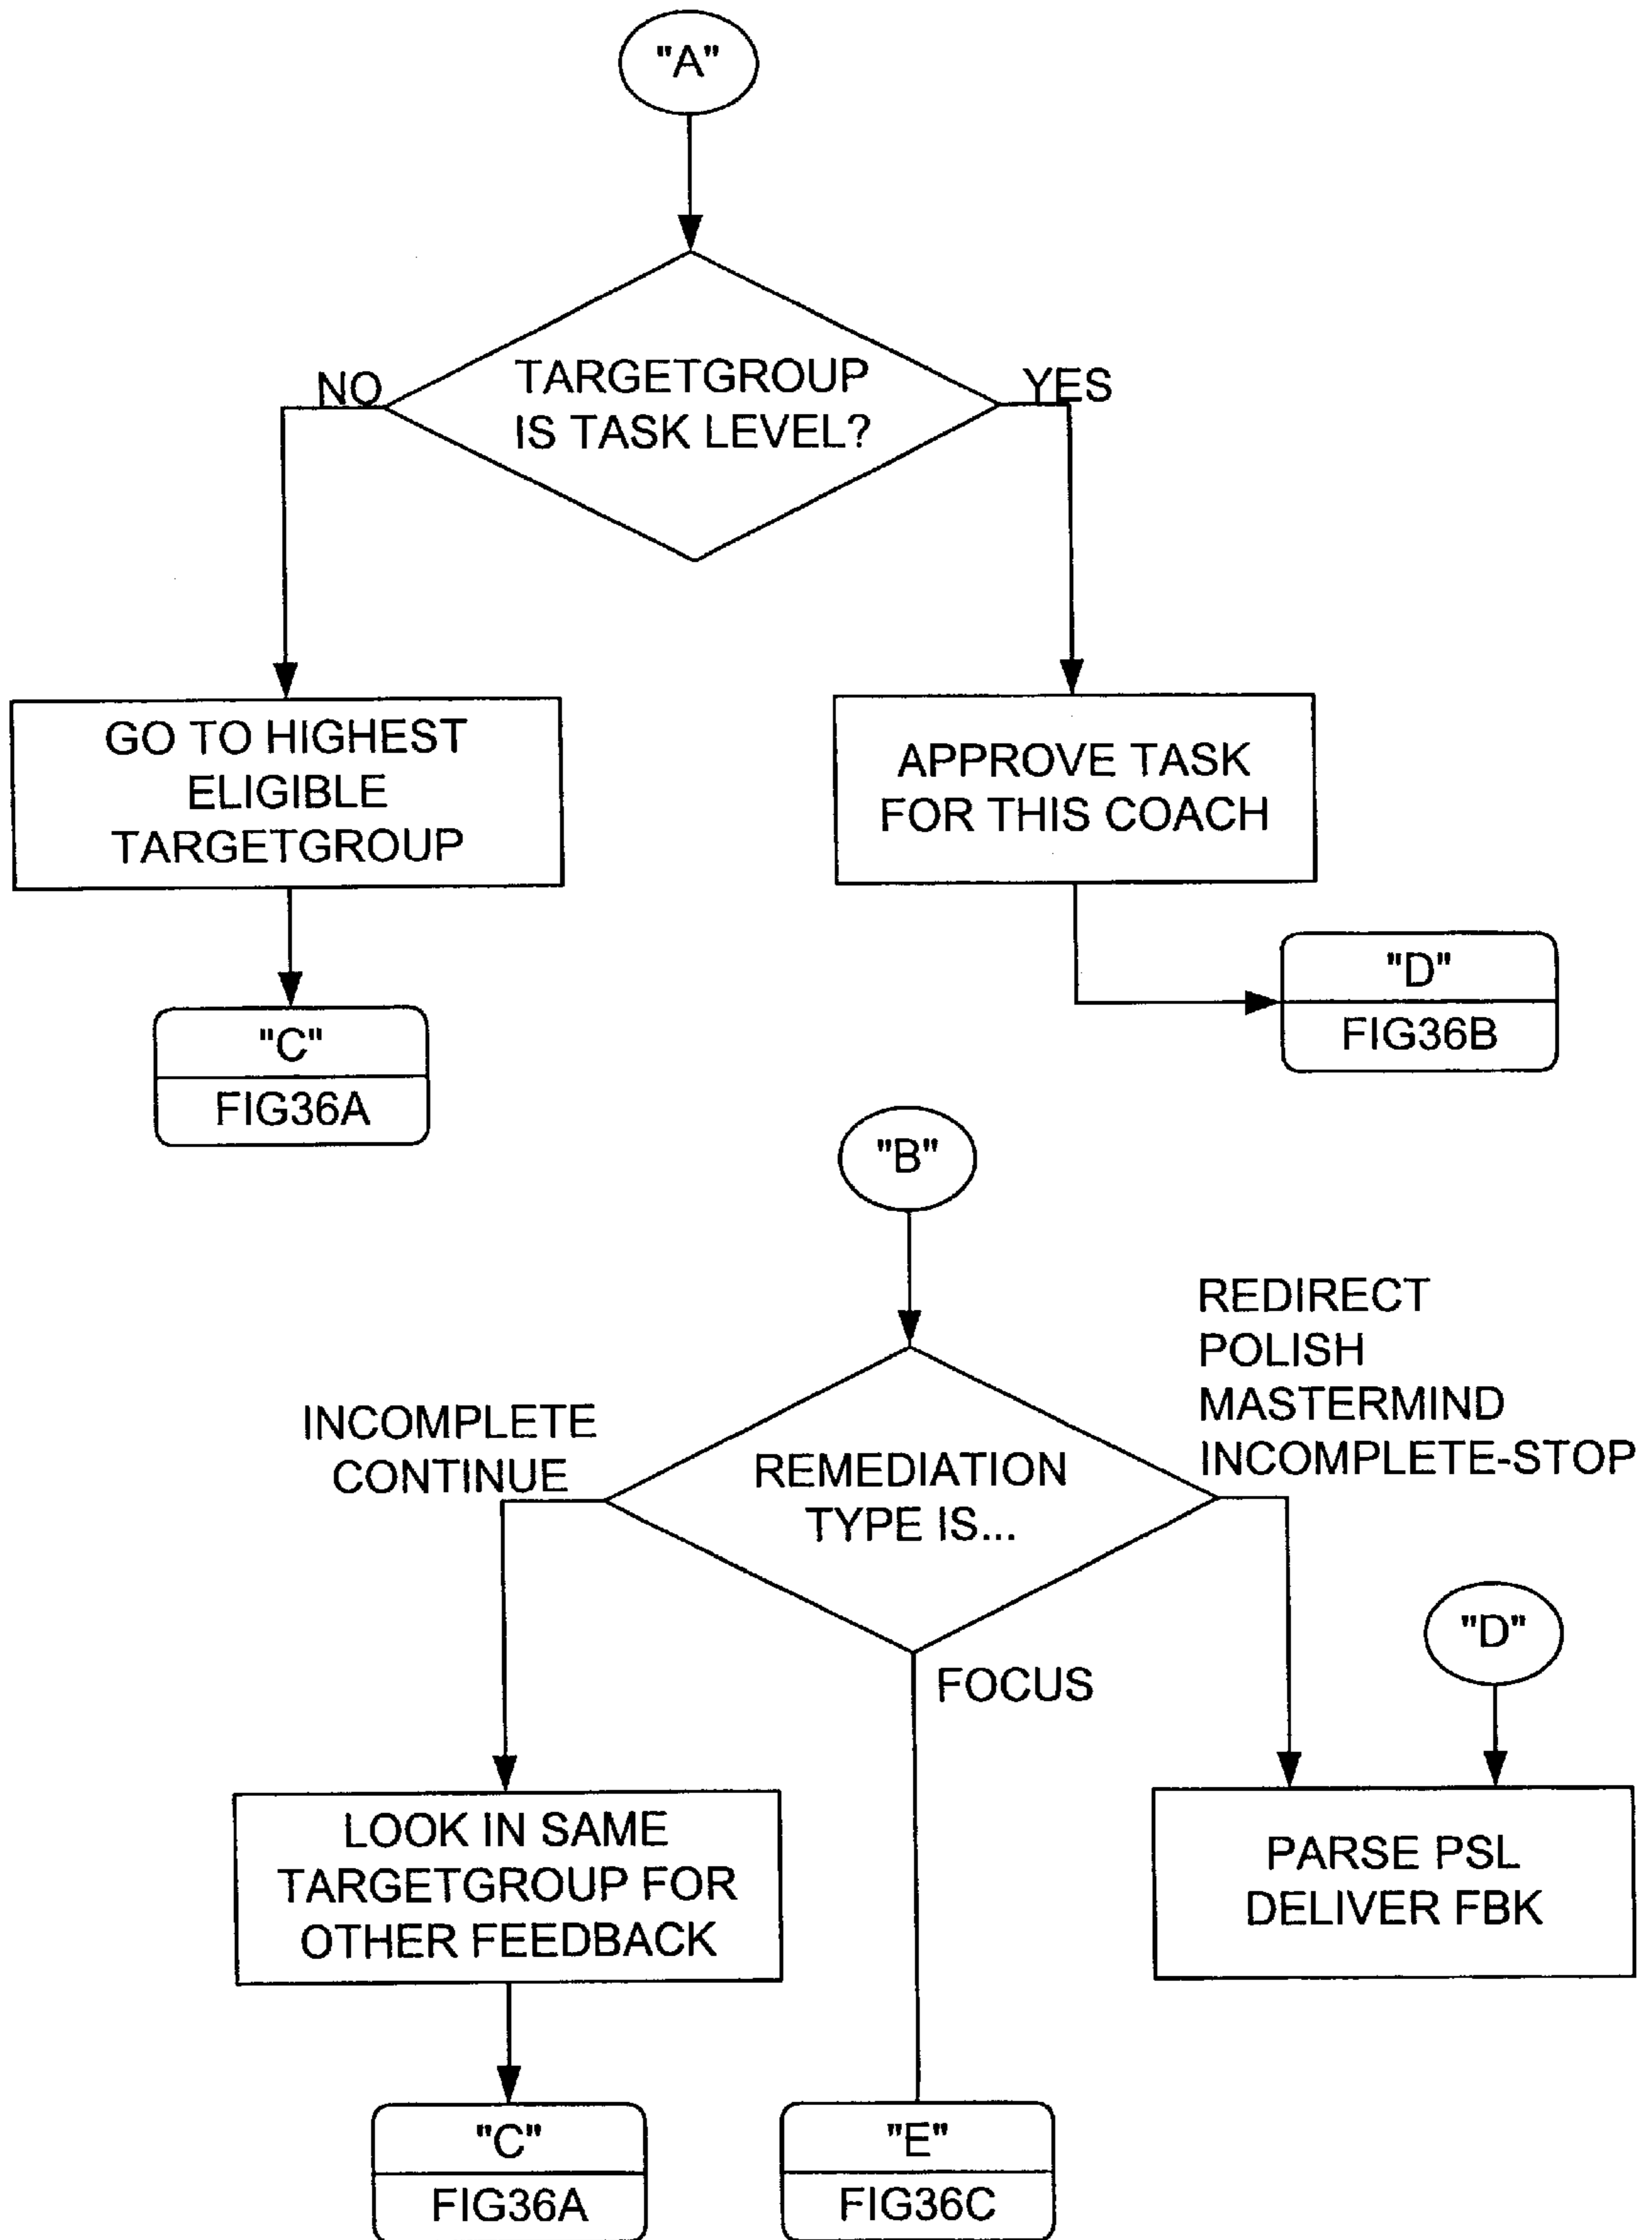 "A"
TARGETGROUP
IS TASK LEVEL?
NO
YES
GO TO HIGHEST
ELIGIBLE
TARGETGROUP
APPROVE TASK
FOR THIS COACH
"D"
FIG36B
"C"
FIG36A
"B"
REDIRECT
POLISH
MASTERMIND
INCOMPLETE-STOP
INCOMPLETE
CONTINUE
REMEDIATION
TYPE IS...
"D"
FOCUS
LOOK IN SAME
TARGETGROUP FOR
OTHER FEEDBACK
PARSE PSL
DELIVER FBK
"C"
FIG36A
"E"
FIG36C